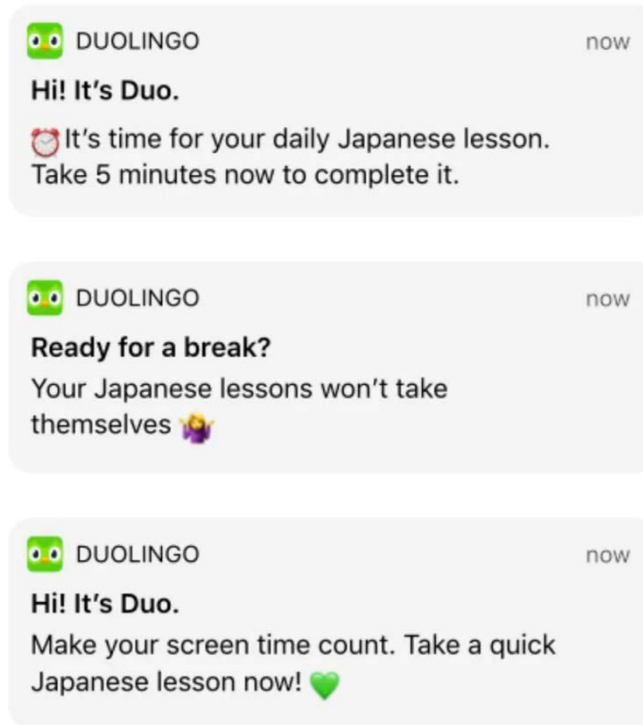 DUOLINGO now
Hi! It's Duo.
⏰It's time for your daily Japanese lesson.
Take 5 minutes now to complete it.
DUOLINGO now
Ready for a break?
Your Japanese lessons won't take
themselves 🤷‍♀️
DUOLINGO now
Hi! It's Duo.
Make your screen time count. Take a quick
Japanese lesson now! 💚